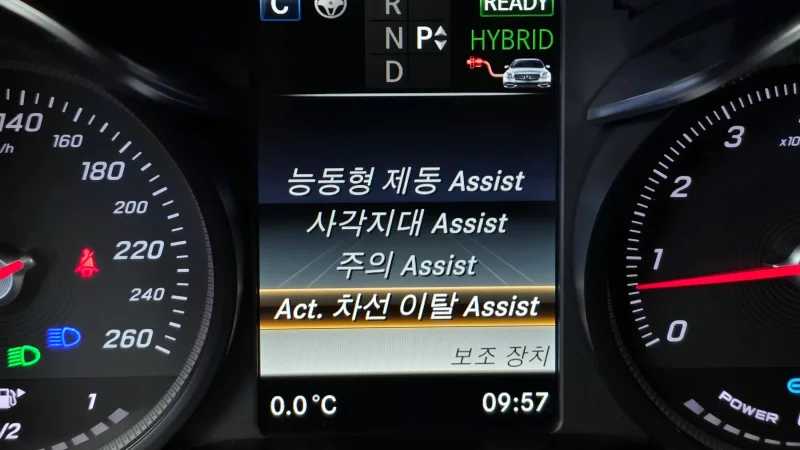 C
READY
R
N
D
P
HYBRID
140
160
180
200
220
240
260
/h
1
/2
능동형 제동 Assist
사각지대 Assist
주의 Assist
Act. 차선 이탈 Assist
보조 장치
0.0°C
09:57
3
2
1
0
x10
POWER